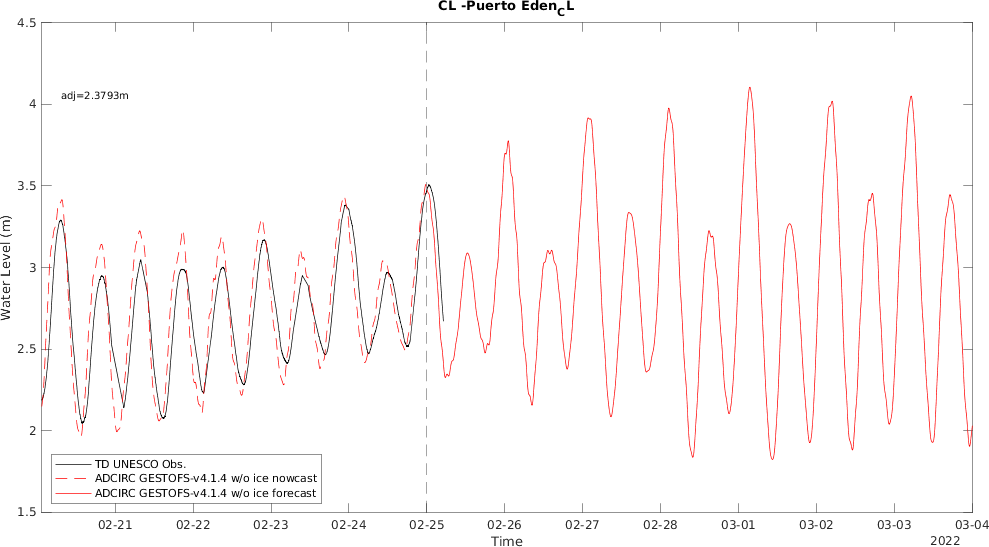 CL -Puerto Eden_CL
4.5
4
3.5
3
2.5
2
1.5
Water Level (m)
adj=2.3793m
TD UNESCO Obs.
ADCIRC GESTOFS-v4.1.4 w/o ice nowcast
ADCIRC GESTOFS-v4.1.4 w/o ice forecast
02-21 02-22 02-23 02-24 02-25 02-26 02-27 02-28 03-01 03-02 03-03 03-04
Time
2022